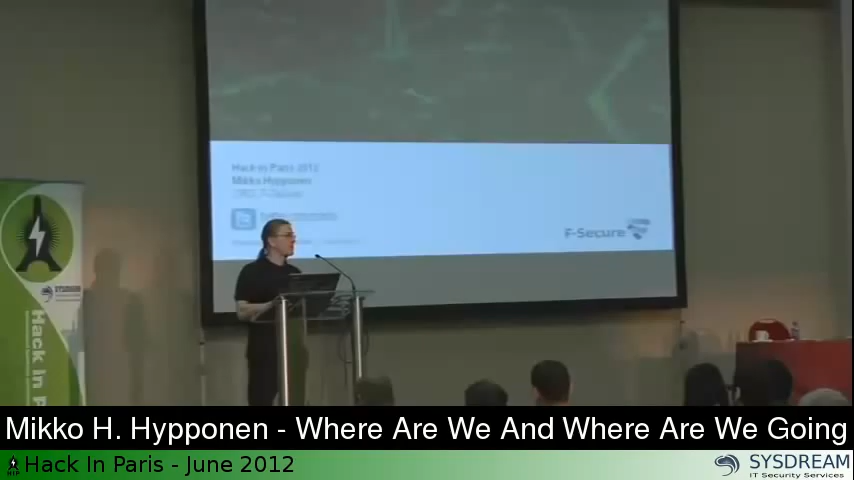 Hack in Paris 2012
Mikko Hypponen
F-Secure
SYSDREAM
Hack In P
Mikko H. Hypponen - Where Are We And Where Are We Going
Hack In Paris - June 2012
SYSDREAM
IT Security Services